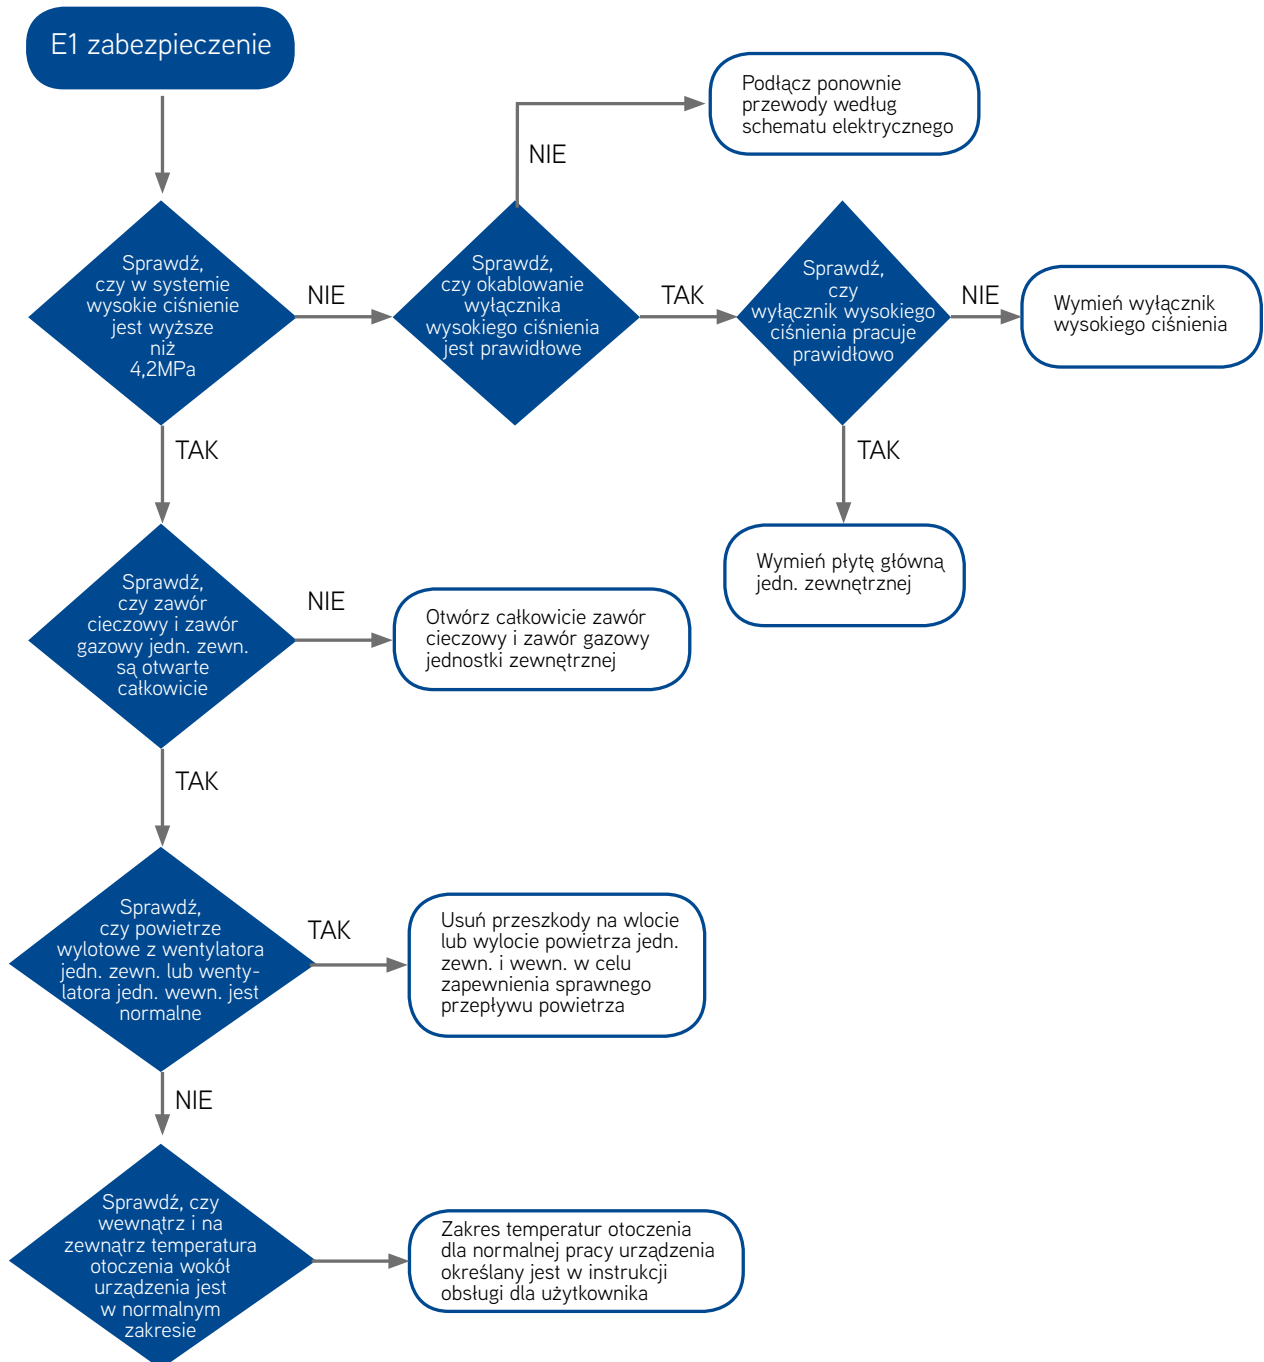 E1 zabezpieczenie
Podłącz ponownie
przewody według
schematu elektrycznego
NIE
Sprawdź,
czy w systemie
wysokie ciśnienie
jest wyższe
niż
4,2MPa
NIE
Sprawdź,
czy okablowanie
wyłącznika
wysokiego ciśnienia
jest prawidłowe
TAK
Sprawdź,
czy
wyłącznik wysokiego
ciśnienia pracuje
prawidłowo
NIE
Wymień wyłącznik
wysokiego ciśnienia
TAK
TAK
Wymień płytę główną
jedn. zewnętrznej
Sprawdź,
czy zawór
cieczowy i zawór
gazowy jedn. zewn.
są otwarte
całkowicie
NIE
Otwórz całkowicie zawór
cieczowy i zawór gazowy
jednostki zewnętrznej
TAK
Sprawdź,
czy powietrze
wylotowe z wentylatora
jedn. zewn. lub wenty-
latora jedn. wewn. jest
normalne
TAK
Usuń przeszkody na wlocie
lub wylocie powietrza jedn.
zewn. i wewn. w celu
zapewnienia sprawnego
przepływu powietrza
NIE
Sprawdź, czy
wewnątrz i na
zewnątrz temperatura
otoczenia wokół
urządzenia jest
w normalnym
zakresie
Zakres temperatur otoczenia
dla normalnej pracy urządzenia
określany jest w instrukcji
obsługi dla użytkownika